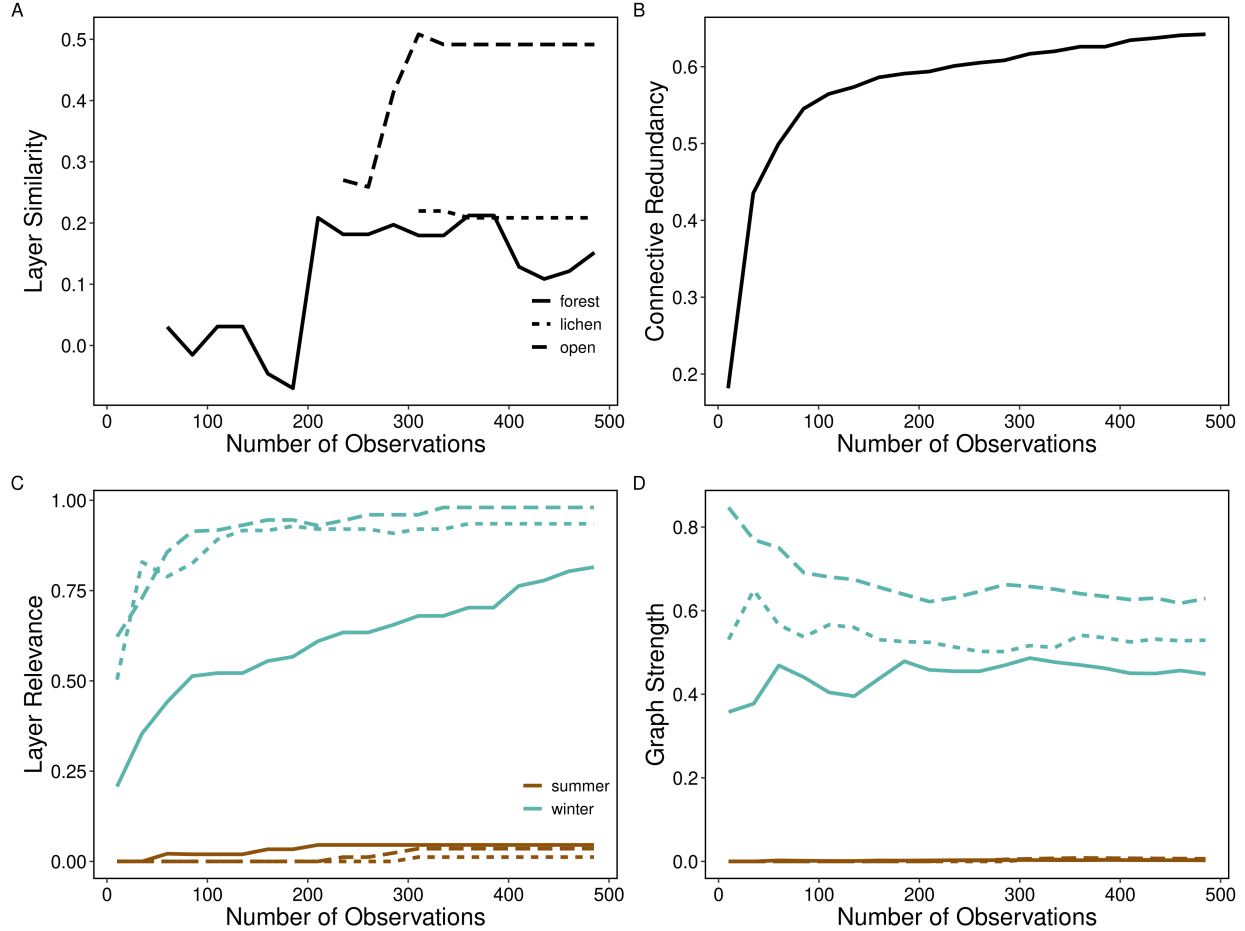 A
Layer Similarity
0.5
0.4
0.3
0.2
0.1
0.0
forest
lichen
open
0 100 200 300 400 500
Number of Observations
B
Connective Redundancy
0.6
0.5
0.4
0.3
0.2
0 100 200 300 400 500
Number of Observations
C
Layer Relevance
1.00
0.75
0.50
0.25
0.00
summer
winter
0 100 200 300 400 500
Number of Observations
D
Graph Strength
0.8
0.6
0.4
0.2
0.0
0 100 200 300 400 500
Number of Observations